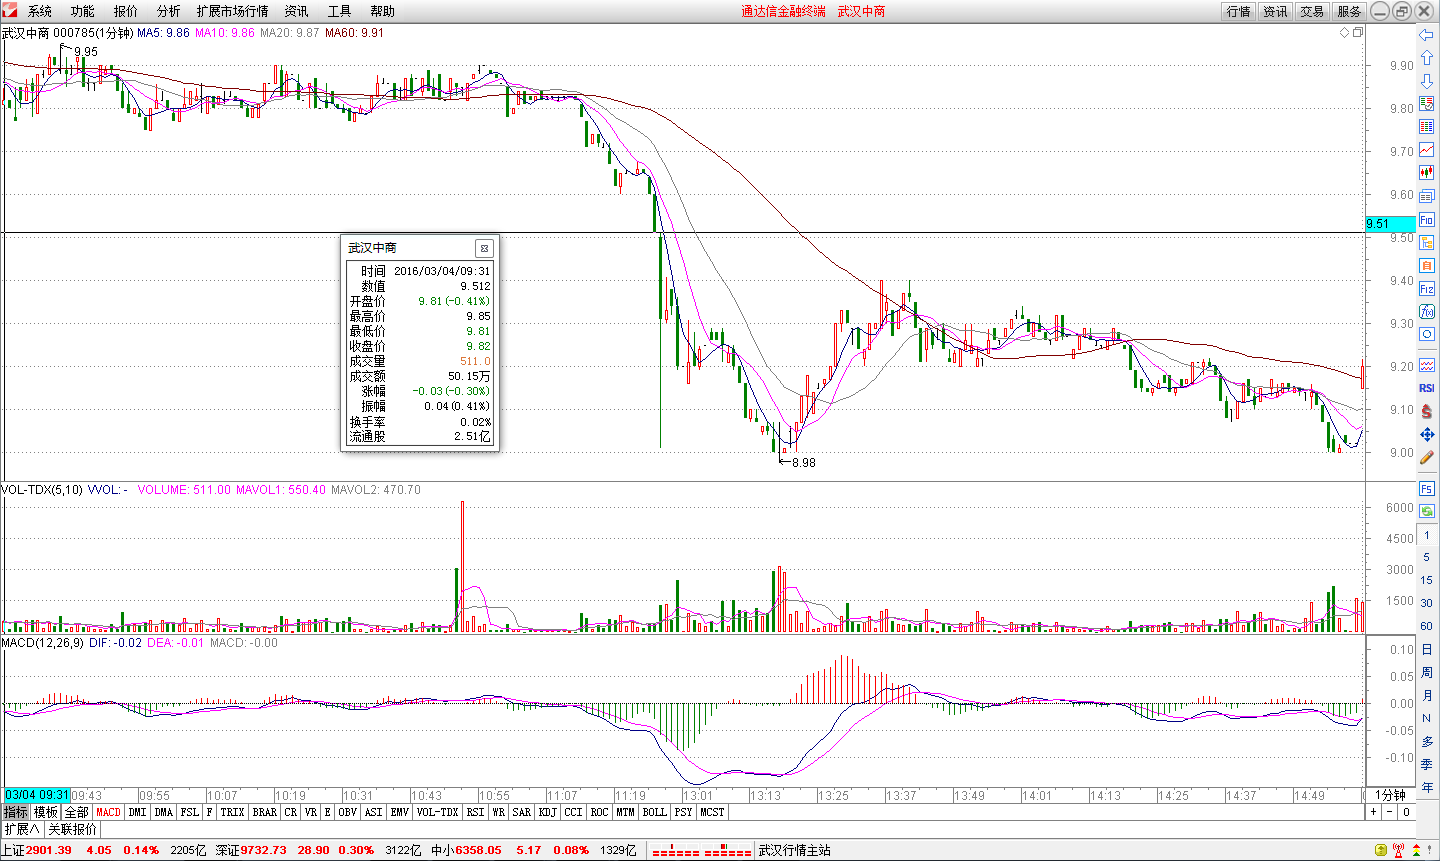 系统 功能 报价 分析 扩展市场行情 资讯 工具 帮助 通达信金融终端 武汉中商 行情 资讯 交易 服务
武汉中商 000785(1分钟) MA5: 9.86 MA10: 9.86 MA20: 9.87 MA60: 9.91
9.95
9.90
9.80
9.70
9.60
9.51
9.50
9.40
9.30
9.20
9.10
9.00
8.98
武汉中商
时间 2016/03/04/09:31
数值 9.512
开盘价 9.81(-0.41%)
最高价 9.85
最低价 9.81
收盘价 9.82
成交量 511.0
成交额 50.15万
涨幅 -0.03(-0.30%)
振幅 0.04(0.41%)
换手率 0.02%
流通股 2.51亿
VOL-TDX(5,10) VVOL: - VOLUME: 511.00 MAVOL1: 550.40 MAVOL2: 470.70
6000
4500
3000
1500
MACD(12,26,9) DIF: -0.02 DEA: -0.01 MACD: -0.00
0.10
0.05
0.00
-0.05
-0.10
03/04 09:31 09:43 09:55 10:07 10:19 10:31 10:43 10:55 11:07 11:19 13:01 13:13 13:25 13:37 13:49 14:01 14:13 14:25 14:37 14:49 1分钟
指标 模板 全部 MACD DMI DMA FSL F TRIX BRAR CR VR E OBV ASI EMV VOL-TDX RSI WR SAR KDJ CCI ROC MTM BOLL PSY MCST + - 0
扩展∧ 关联报价
上证2901.39 4.05 0.14% 2205亿 深证9732.73 28.90 0.30% 3122亿 中小6358.05 5.17 0.08% 1329亿 武汉行情主站
F10
自
F12
f(x)
RSI
$
F5
1
5
15
30
60
日
周
月
N
多
季
年